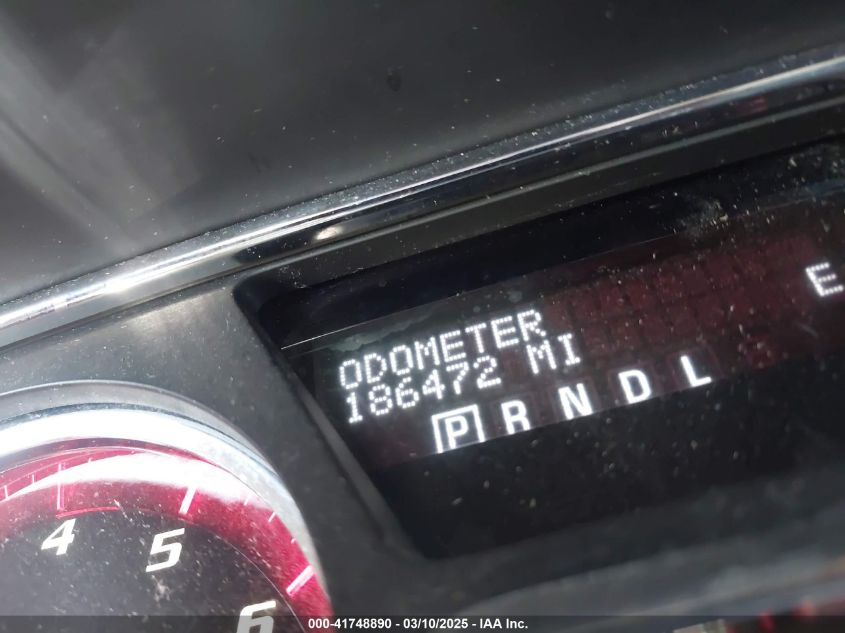 ODOMETER E
186472 MI
P R N D L
4 5 6
000-41748890 - 03/10/2025 - IAA Inc.